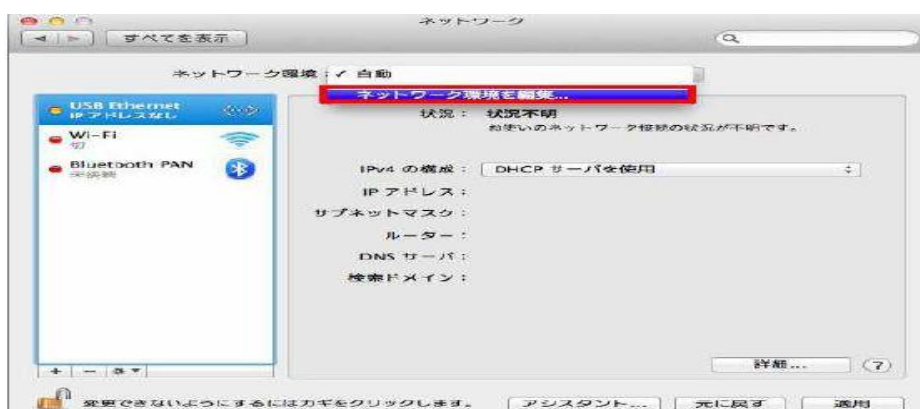 ネットワーク
すべてを表示
ネットワーク環境：✓ 自動
ネットワーク環境を編集...
USB Ethernet
IP アドレスなし
Wi-Fi
切
Bluetooth PAN
未接続
状況： 状況不明
お使いのネットワーク接続の状況が不明です。
IPv4 の構成： DHCP サーバを使用
IP アドレス：
サブネットマスク：
ルーター：
DNS サーバ：
検索ドメイン：
詳細... ?
+ −
変更できないようにするにはカギをクリックします。 アシスタント... 元に戻す 適用